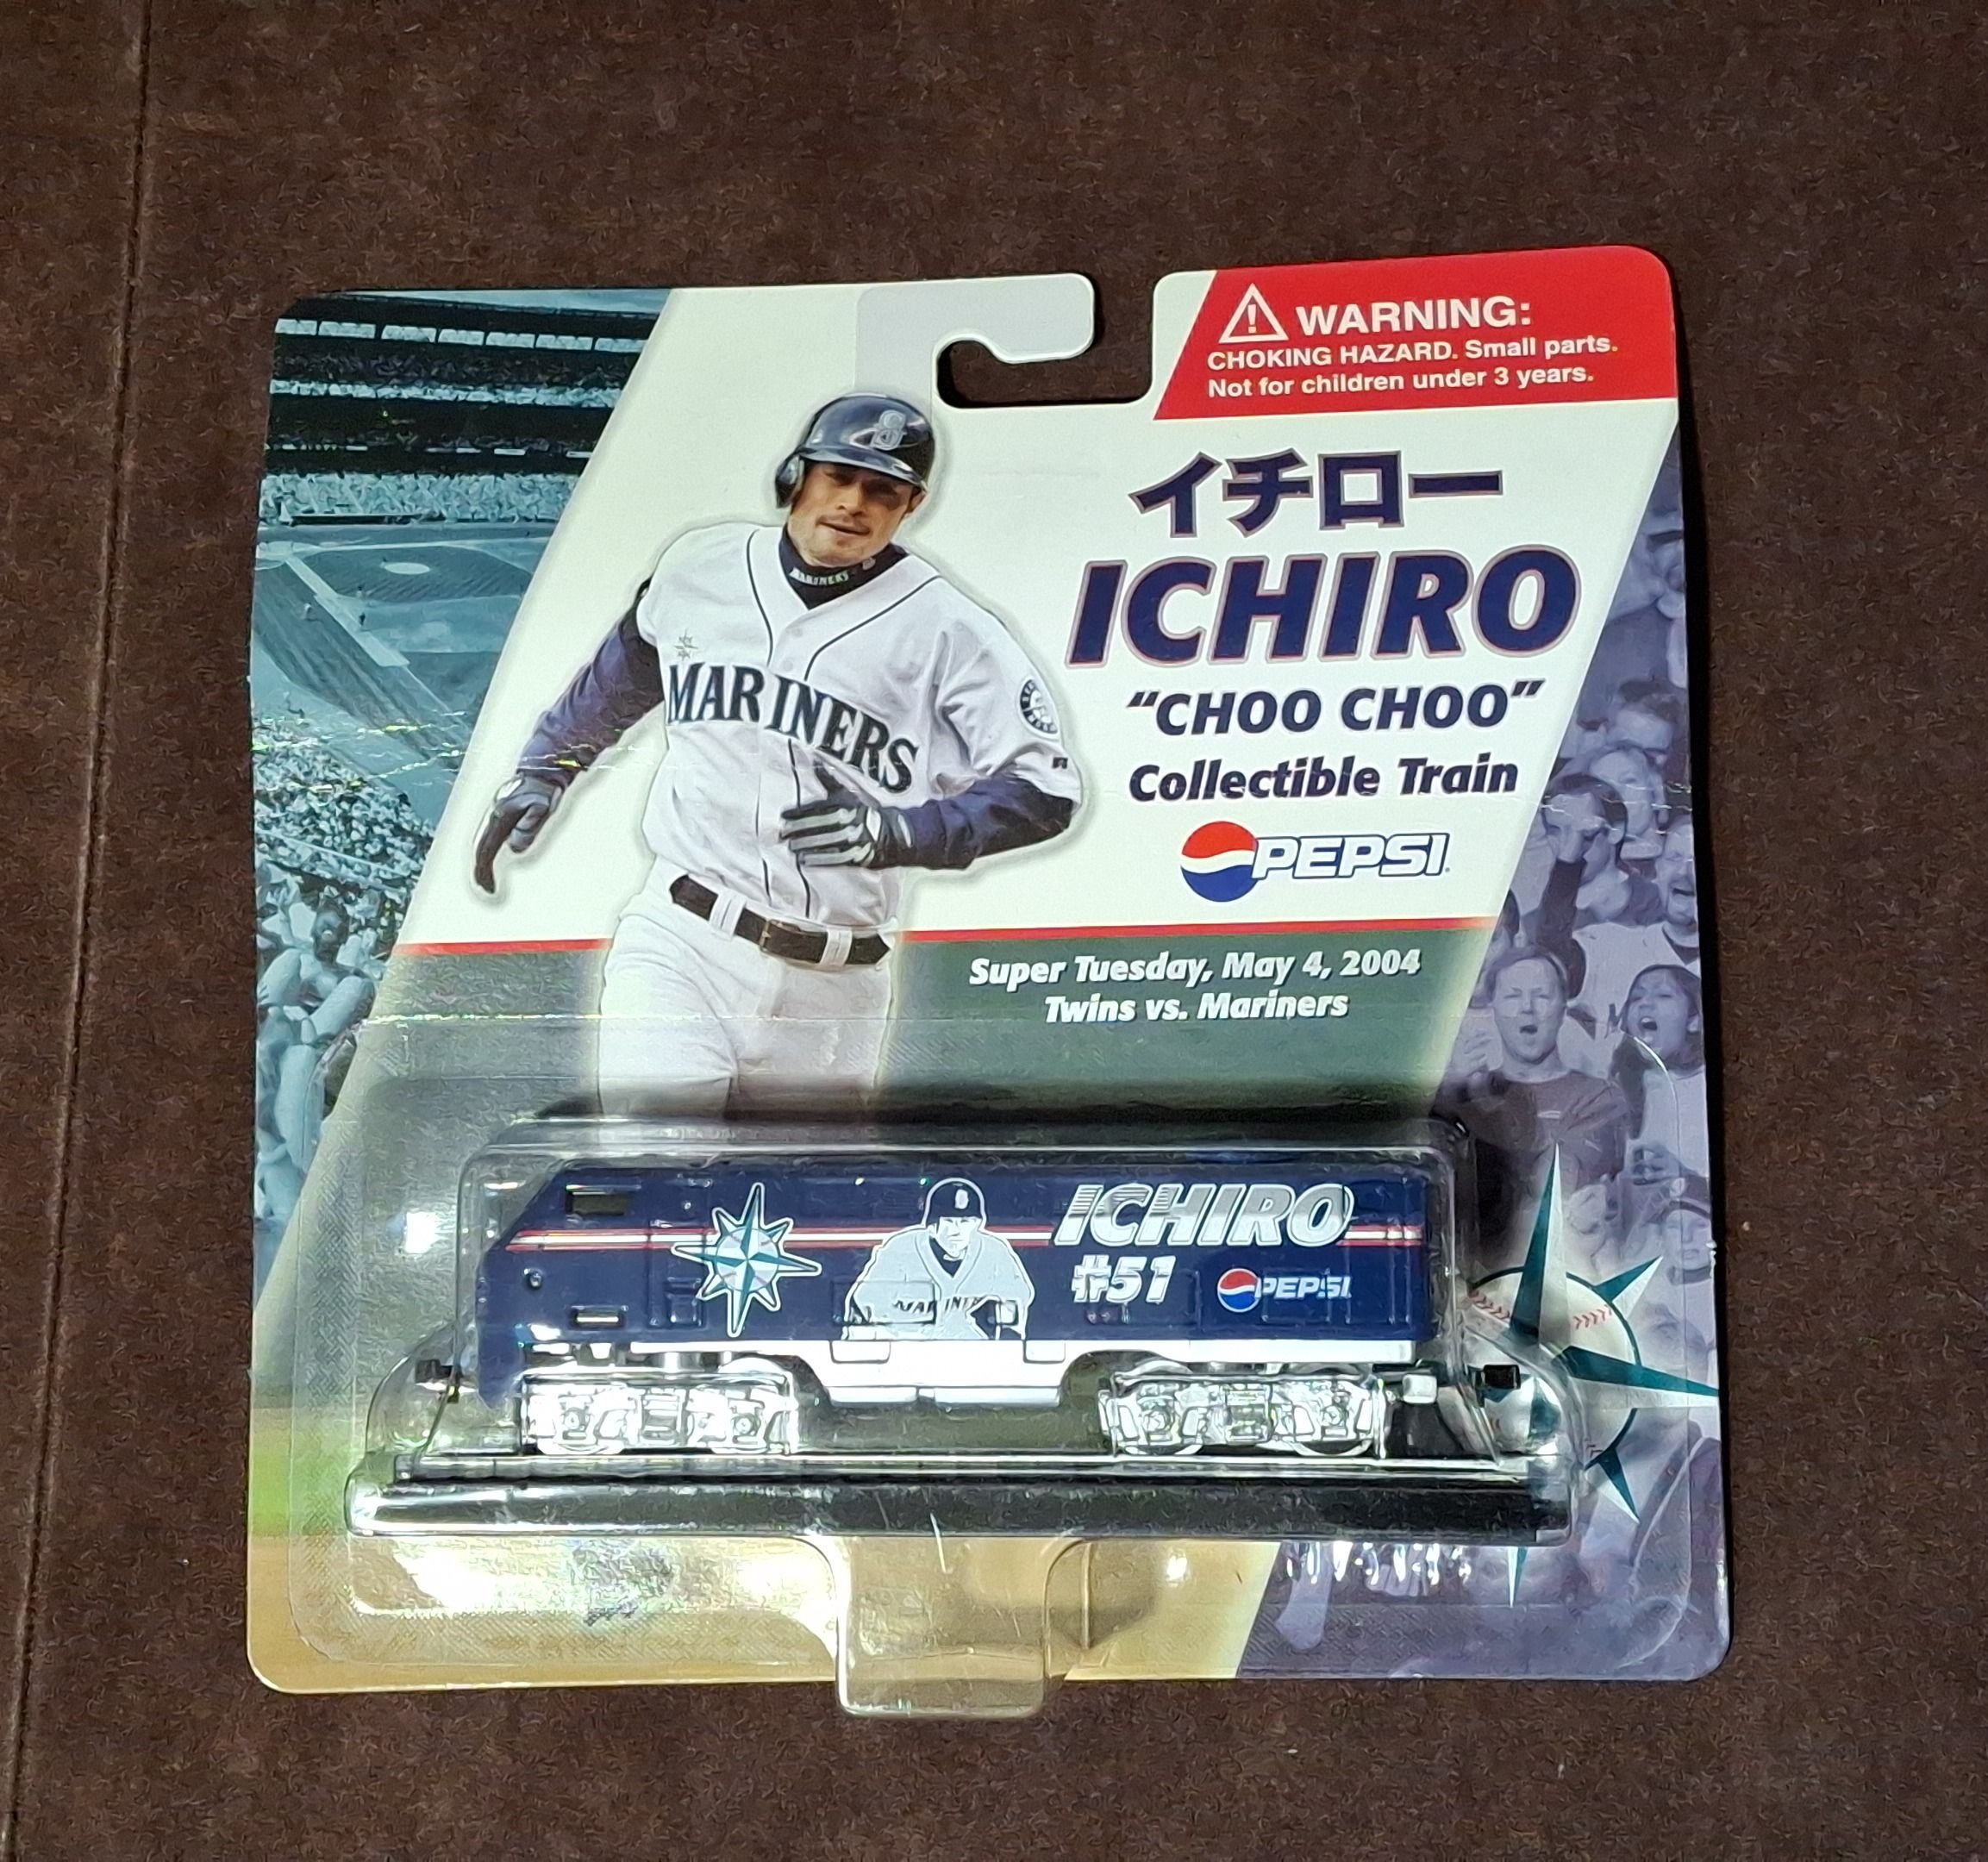 WARNING:
CHOKING HAZARD. Small parts.
Not for children under 3 years.
S
イチロー
ICHIRO
"CHOO CHOO"
Collectible Train
PEPSI
MARINERS
MARINERS
Super Tuesday, May 4, 2004
Twins vs. Mariners
ICHIRO
#51
PEPSI
MARINERS